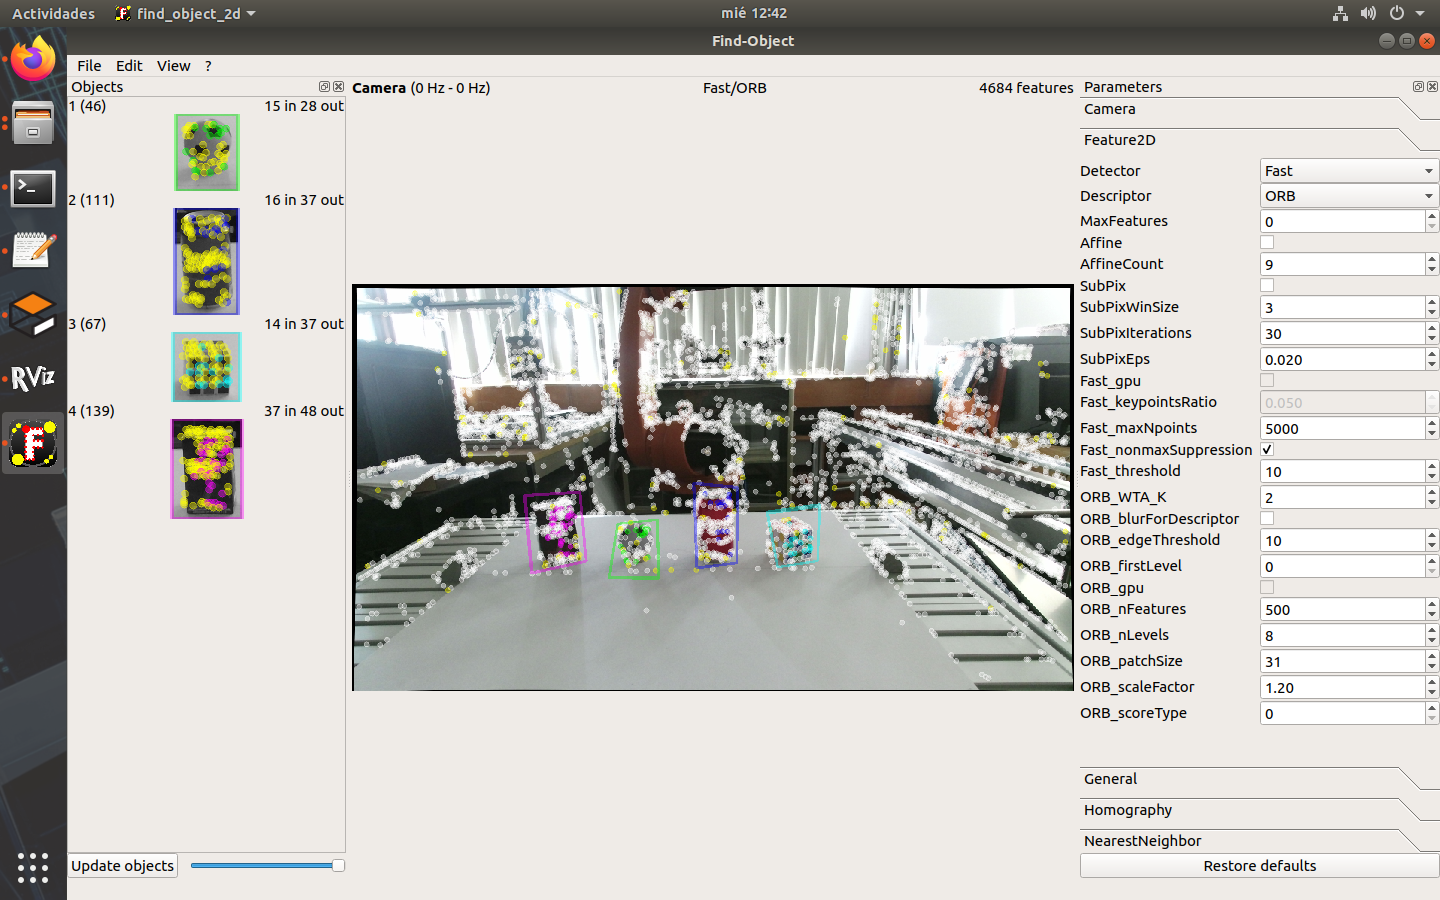 Actividades find_object_2d mié 12:42
Find-Object
File Edit View ?
Objects
1 (46) 15 in 28 out
2 (111) 16 in 37 out
3 (67) 14 in 37 out
4 (139) 37 in 48 out
Update objects
Camera (0 Hz - 0 Hz) Fast/ORB 4684 features
Parameters
Camera
Feature2D
Detector Fast
Descriptor ORB
MaxFeatures 0
Affine
AffineCount 9
SubPix
SubPixWinSize 3
SubPixIterations 30
SubPixEps 0.020
Fast_gpu
Fast_keypointsRatio 0.050
Fast_maxNpoints 5000
Fast_nonmaxSuppression
Fast_threshold 10
ORB_WTA_K 2
ORB_blurForDescriptor
ORB_edgeThreshold 10
ORB_firstLevel 0
ORB_gpu
ORB_nFeatures 500
ORB_nLevels 8
ORB_patchSize 31
ORB_scaleFactor 1.20
ORB_scoreType 0
General
Homography
NearestNeighbor
Restore defaults
RViz
F